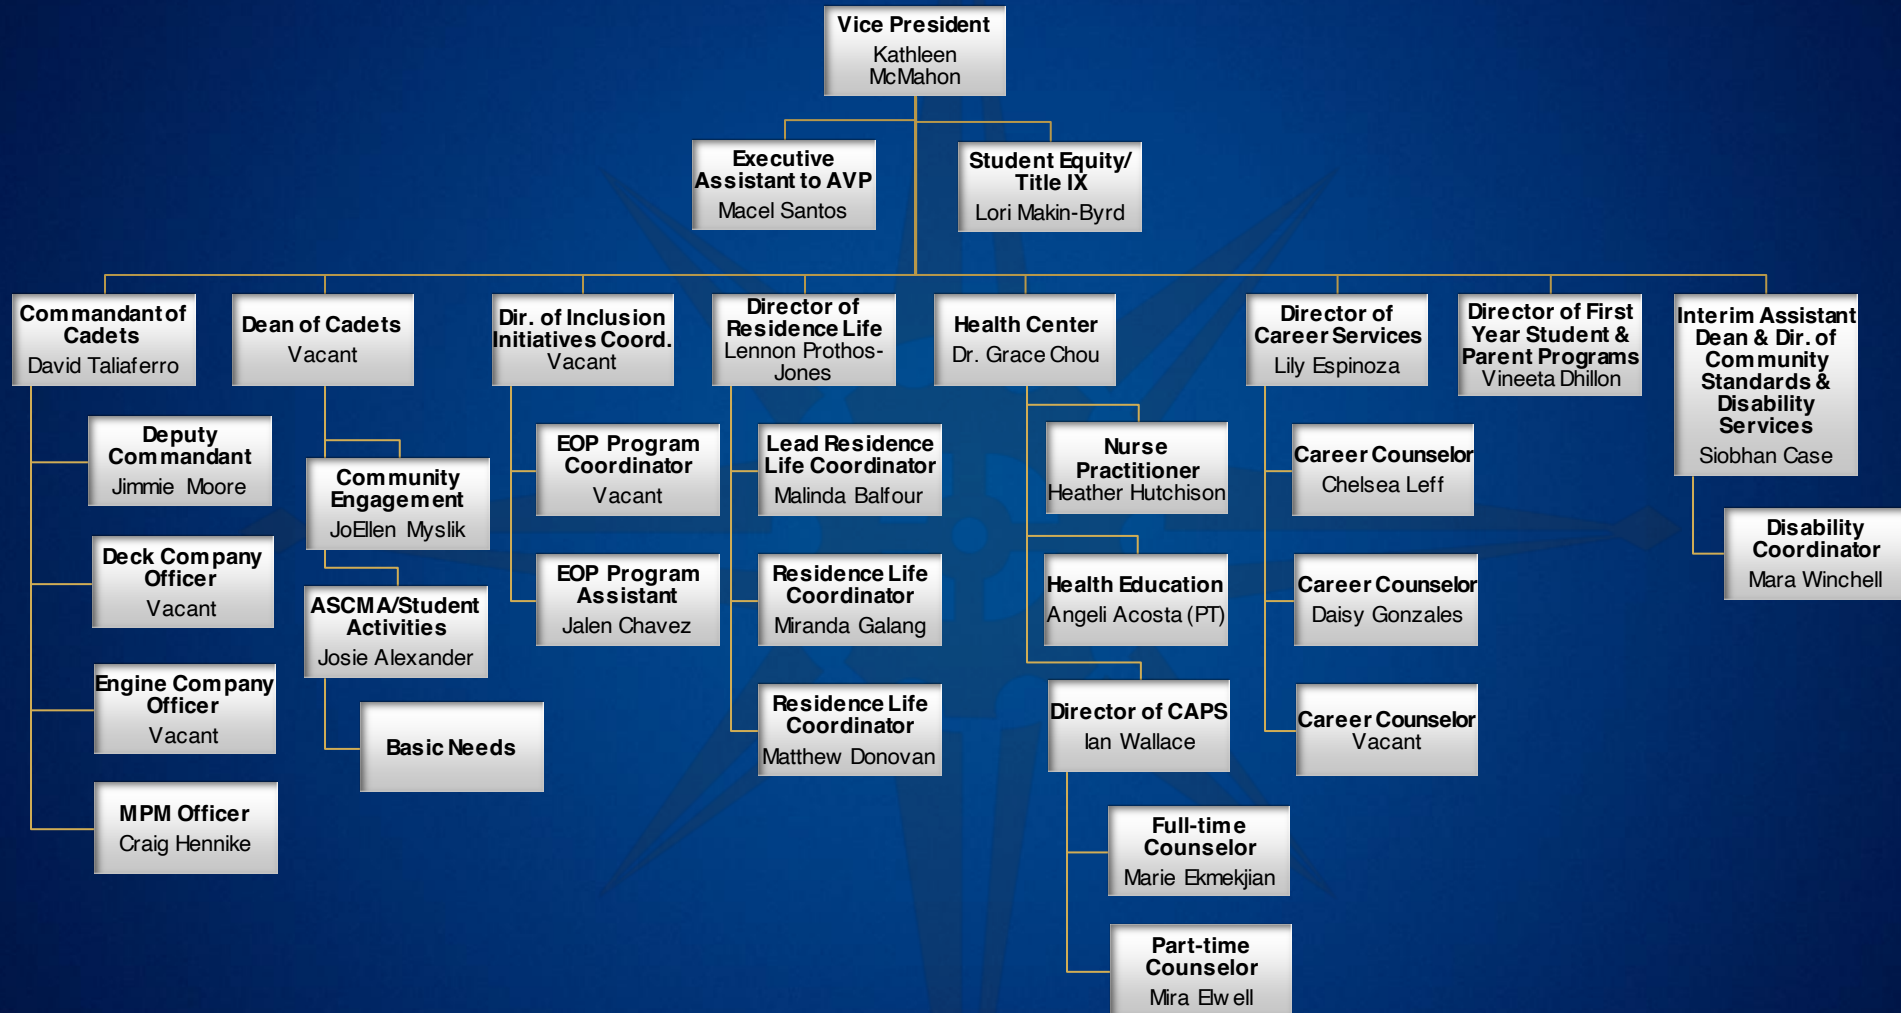 Vice President
Kathleen
McMahon
Executive
Assistant to AVP
Macel Santos
Student Equity/
Title IX
Lori Makin-Byrd
Commandant of
Cadets
David Taliaferro
Deputy
Commandant
Jimmie Moore
Deck Company
Officer
Vacant
Engine Company
Officer
Vacant
MPM Officer
Craig Hennike
Dean of Cadets
Vacant
Community
Engagement
JoEllen Myslik
ASCMA/Student
Activities
Josie Alexander
Basic Needs
Dir. of Inclusion
Initiatives Coord.
Vacant
EOP Program
Coordinator
Vacant
EOP Program
Assistant
Jalen Chavez
Director of
Residence Life
Lennon Prothos-
Jones
Lead Residence
Life Coordinator
Malinda Balfour
Residence Life
Coordinator
Miranda Galang
Residence Life
Coordinator
Matthew Donovan
Health Center
Dr. Grace Chou
Nurse
Practitioner
Heather Hutchison
Health Education
Angeli Acosta (PT)
Director of CAPS
Ian Wallace
Full-time
Counselor
Marie Ekmekjian
Part-time
Counselor
Mira Elwell
Director of
Career Services
Lily Espinoza
Career Counselor
Chelsea Leff
Career Counselor
Daisy Gonzales
Career Counselor
Vacant
Director of First
Year Student &
Parent Programs
Vineeta Dhillon
Interim Assistant
Dean & Dir. of
Community
Standards &
Disability
Services
Siobhan Case
Disability
Coordinator
Mara Winchell